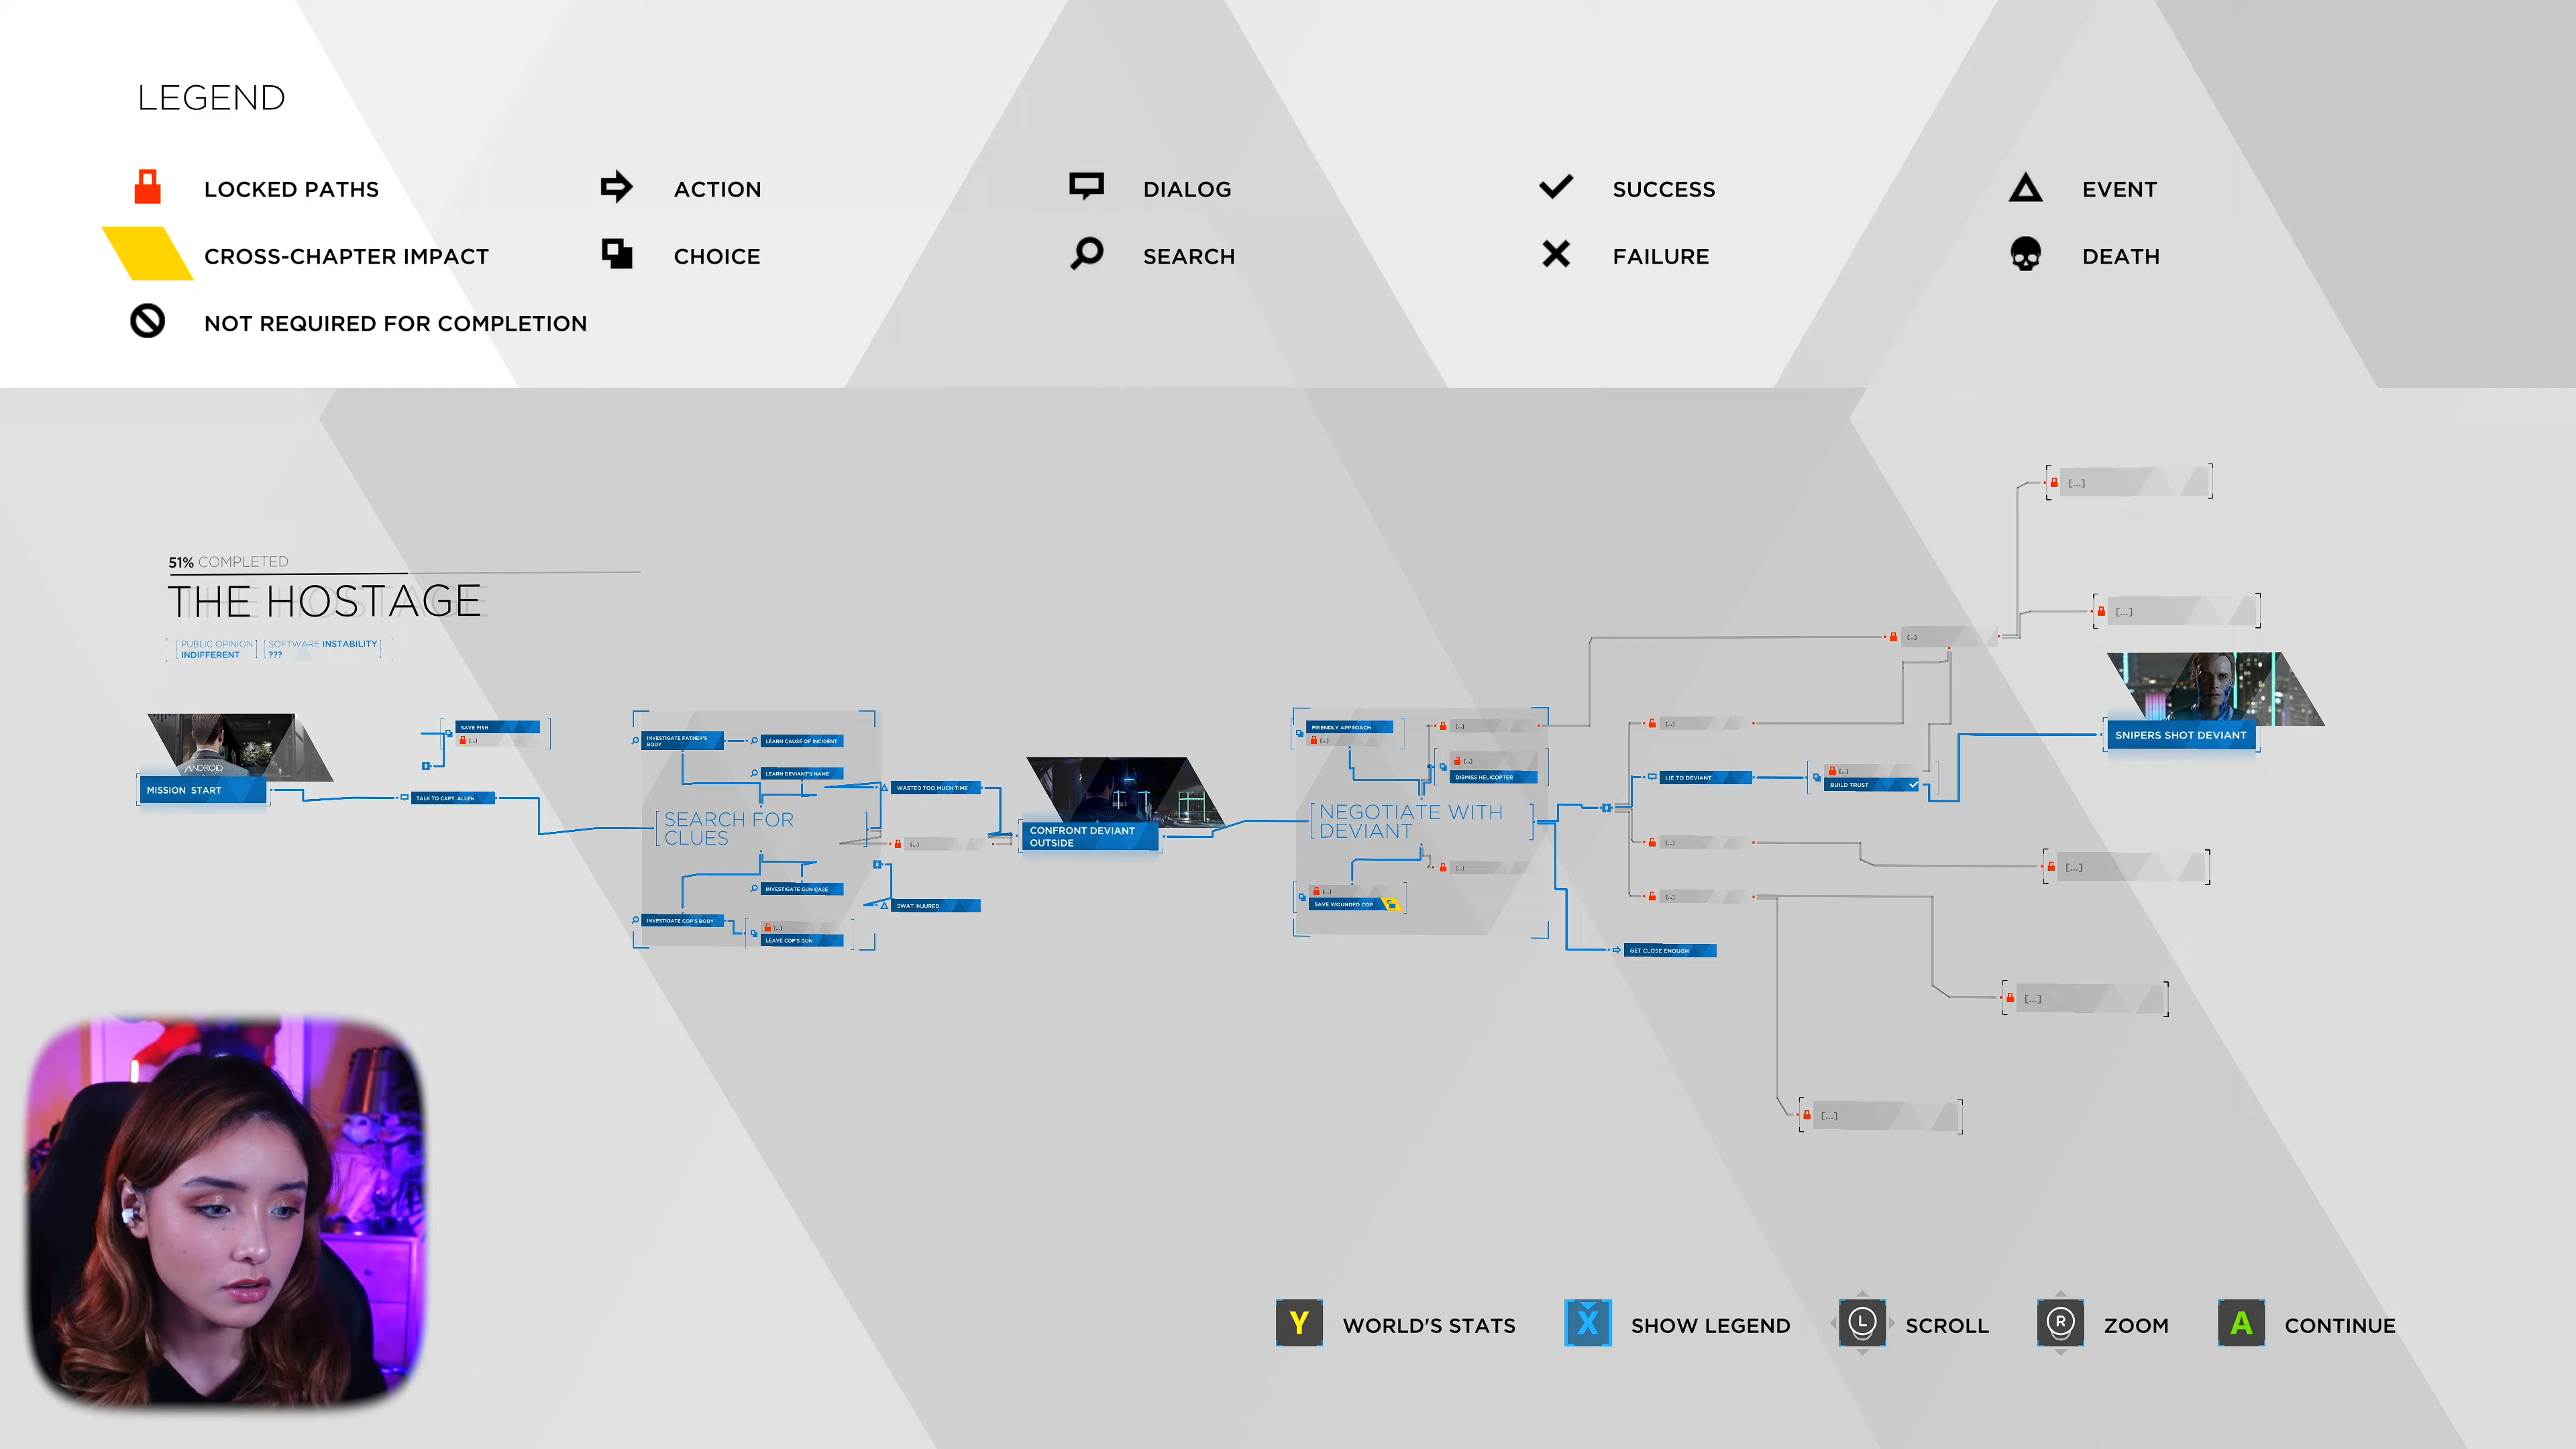 LEGEND
LOCKED PATHS
ACTION
DIALOG
SUCCESS
EVENT
CROSS-CHAPTER IMPACT
CHOICE
SEARCH
FAILURE
DEATH
NOT REQUIRED FOR COMPLETION
51% COMPLETED
THE HOSTAGE
PUBLIC OPINION
INDIFFERENT
SOFTWARE INSTABILITY
???
ANDROID
MISSION START
SAVE FISH
[...]
TALK TO CAPT. ALLEN
INVESTIGATE FATHER'S
BODY
LEARN CAUSE OF INCIDENT
LEARN DEVIANT'S NAME
SEARCH FOR
CLUES
INVESTIGATE GUN CASE
INVESTIGATE COP'S BODY
[...]
LEAVE COP'S GUN
WASTED TOO MUCH TIME
[...]
SWAT INJURED
CONFRONT DEVIANT
OUTSIDE
FRIENDLY APPROACH
[...]
[...]
[...]
DISMISS HELICOPTER
NEGOTIATE WITH
DEVIANT
[...]
[...]
SAVE WOUNDED COP
[...]
LIE TO DEVIANT
[...]
BUILD TRUST
[...]
[...]
GET CLOSE ENOUGH
[...]
[...]
[...]
SNIPERS SHOT DEVIANT
[...]
[...]
[...]
Y WORLD'S STATS
X SHOW LEGEND
L SCROLL
R ZOOM
A CONTINUE